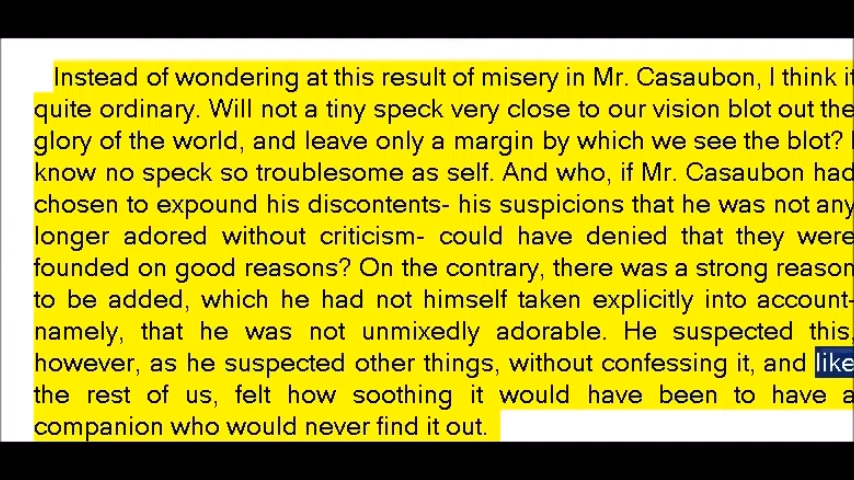 Instead of wondering at this result of misery in Mr. Casaubon, I think it
quite ordinary. Will not a tiny speck very close to our vision blot out the
glory of the world, and leave only a margin by which we see the blot? I
know no speck so troublesome as self. And who, if Mr. Casaubon had
chosen to expound his discontents- his suspicions that he was not any
longer adored without criticism- could have denied that they were
founded on good reasons? On the contrary, there was a strong reason
to be added, which he had not himself taken explicitly into account-
namely, that he was not unmixedly adorable. He suspected this,
however, as he suspected other things, without confessing it, and like
the rest of us, felt how soothing it would have been to have a
companion who would never find it out.